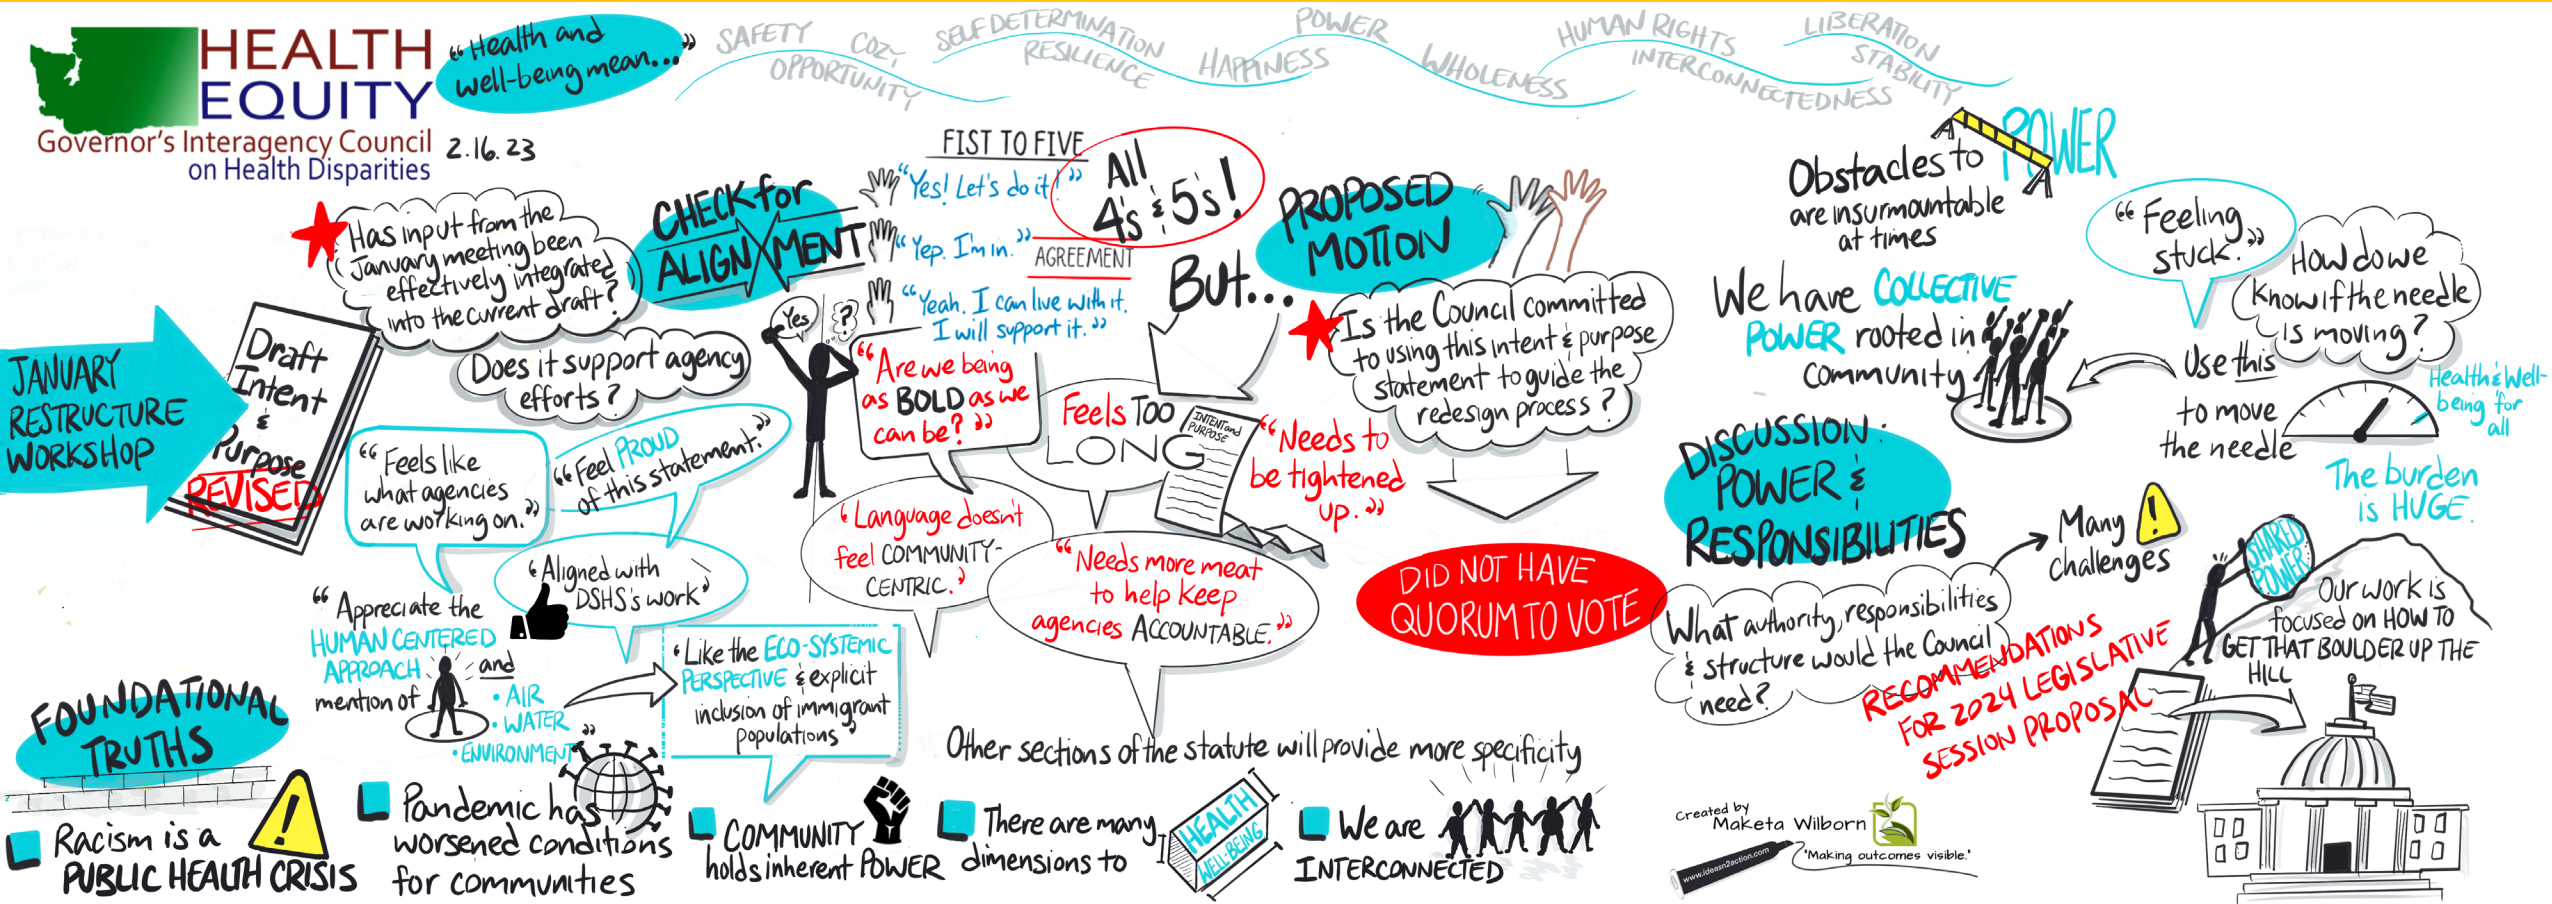 HEALTH
EQUITY
Governor's Interagency Council
on Health Disparities
2.16.23
"Health and
well-being mean..."
SAFETY
COZY
OPPORTUNITY
SELF DETERMINATION
RESILIENCE
HAPPINESS
POWER
WHOLENESS
HUMAN RIGHTS
INTERCONNECTEDNESS
LIBERATION
STABILITY
JANUARY
RESTRUCTURE
WORKSHOP
Draft
Intent
&
Purpose
REVISED
Has input from the
January meeting been
effectively integrated
into the current draft?
Does it support agency
efforts?
"Feels like
what agencies
are working on."
"Feel PROUD
of this statement."
'Aligned with
DSHS's work'
"Appreciate the
HUMAN CENTERED
APPROACH and
mention of
• AIR
• WATER
• ENVIRONMENT"
'Like the ECO-SYSTEMIC
PERSPECTIVE & explicit
inclusion of immigrant
populations'
CHECK for
ALIGNMENT
FIST TO FIVE
"Yes! Let's do it!"
"Yep. I'm in."
AGREEMENT
"Yeah. I can live with it.
I will support it."
All
4's & 5's!
But...
Yes
?
"Are we being
as BOLD as we
can be?"
Feels TOO
LONG
INTENT and
PURPOSE
"Needs to
be tightened
up."
'Language doesn't
feel COMMUNITY-
CENTRIC.'
"Needs more meat
to help keep
agencies ACCOUNTABLE."
Other sections of the statute will provide more specificity
PROPOSED
MOTION
Is the Council committed
to using this intent & purpose
statement to guide the
redesign process?
DID NOT HAVE
QUORUM TO VOTE
DISCUSSION:
POWER &
RESPONSIBILITIES
What authority, responsibilities
& structure would the Council
need?
Many
challenges
!
RECOMMENDATIONS
FOR 2024 LEGISLATIVE
SESSION PROPOSAL
POWER
Obstacles to
are insurmountable
at times
We have COLLECTIVE
POWER rooted in
community
"Feeling
stuck."
How do we
know if the needle
is moving?
Use this
to move
the needle
Health & Well-
being for
all
The burden
is HUGE.
SHARED
POWER
Our work is
focused on HOW TO
GET THAT BOULDER UP THE
HILL
FOUNDATIONAL
TRUTHS
!
Racism is a
PUBLIC HEALTH CRISIS
Pandemic has
worsened conditions
for communities
COMMUNITY
holds inherent POWER
There are many
dimensions to
HEALTH
WELL-BEING
We are
INTERCONNECTED
Created by
Maketa Wilborn
"Making outcomes visible."
www.ideasn2action.com